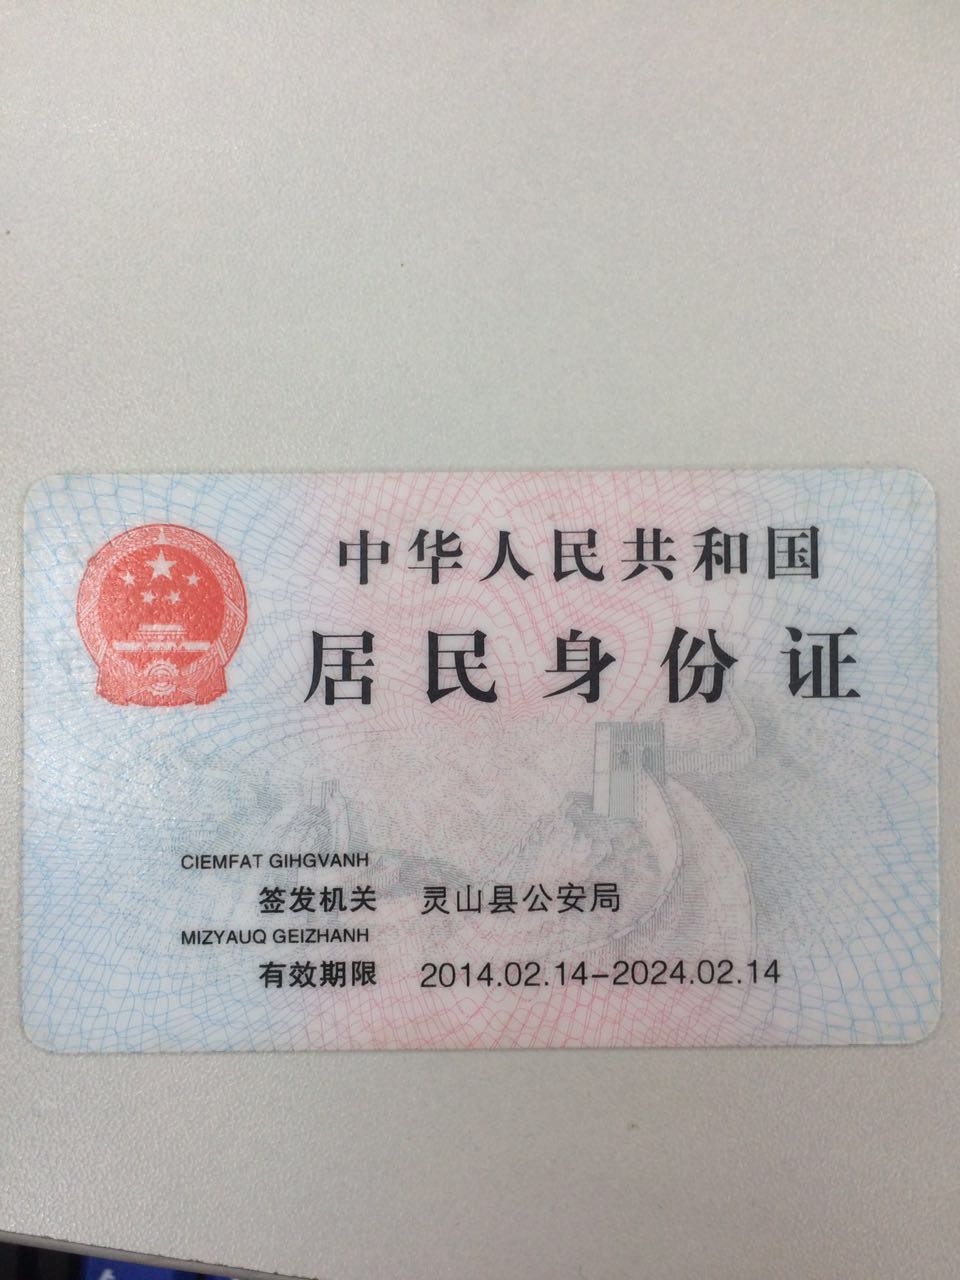 中华人民共和国
居民身份证
CIEMFAT GIHGVANH
签发机关 灵山县公安局
MIZYAUQ GEIZHANH
有效期限 2014.02.14-2024.02.14